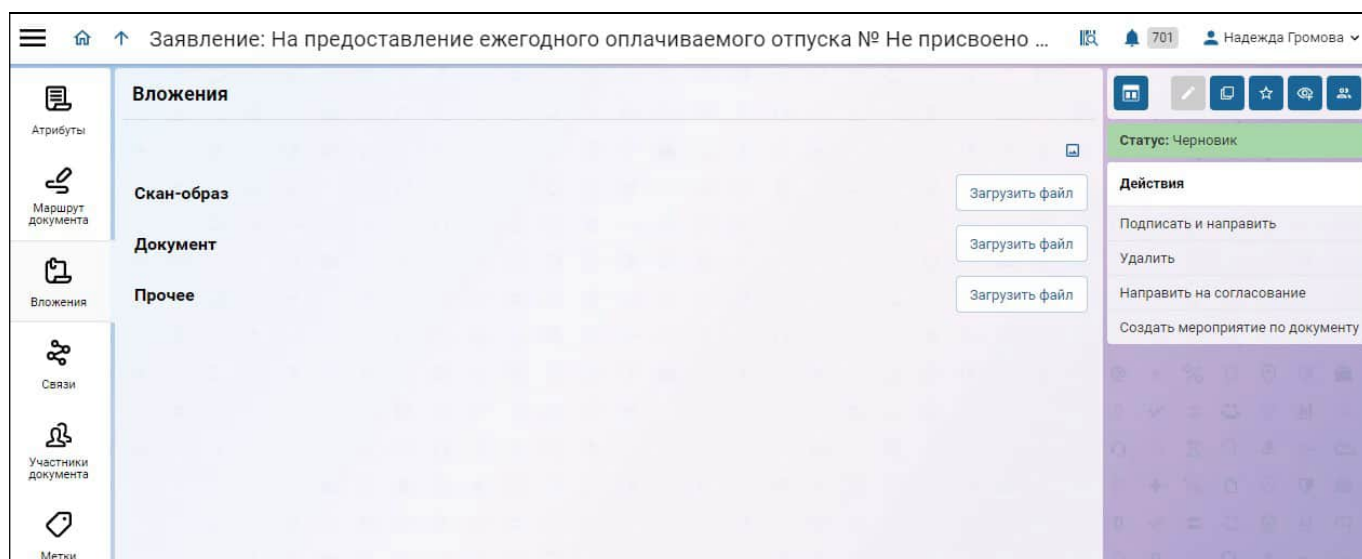 Заявление: На предоставление ежегодного оплачиваемого отпуска № Не присвоено ...
701
Надежда Громова
Атрибуты
Маршрут
документа
Вложения
Связи
Участники
документа
Метки
Вложения
Скан-образ
Загрузить файл
Документ
Загрузить файл
Прочее
Загрузить файл
Статус: Черновик
Действия
Подписать и направить
Удалить
Направить на согласование
Создать мероприятие по документу